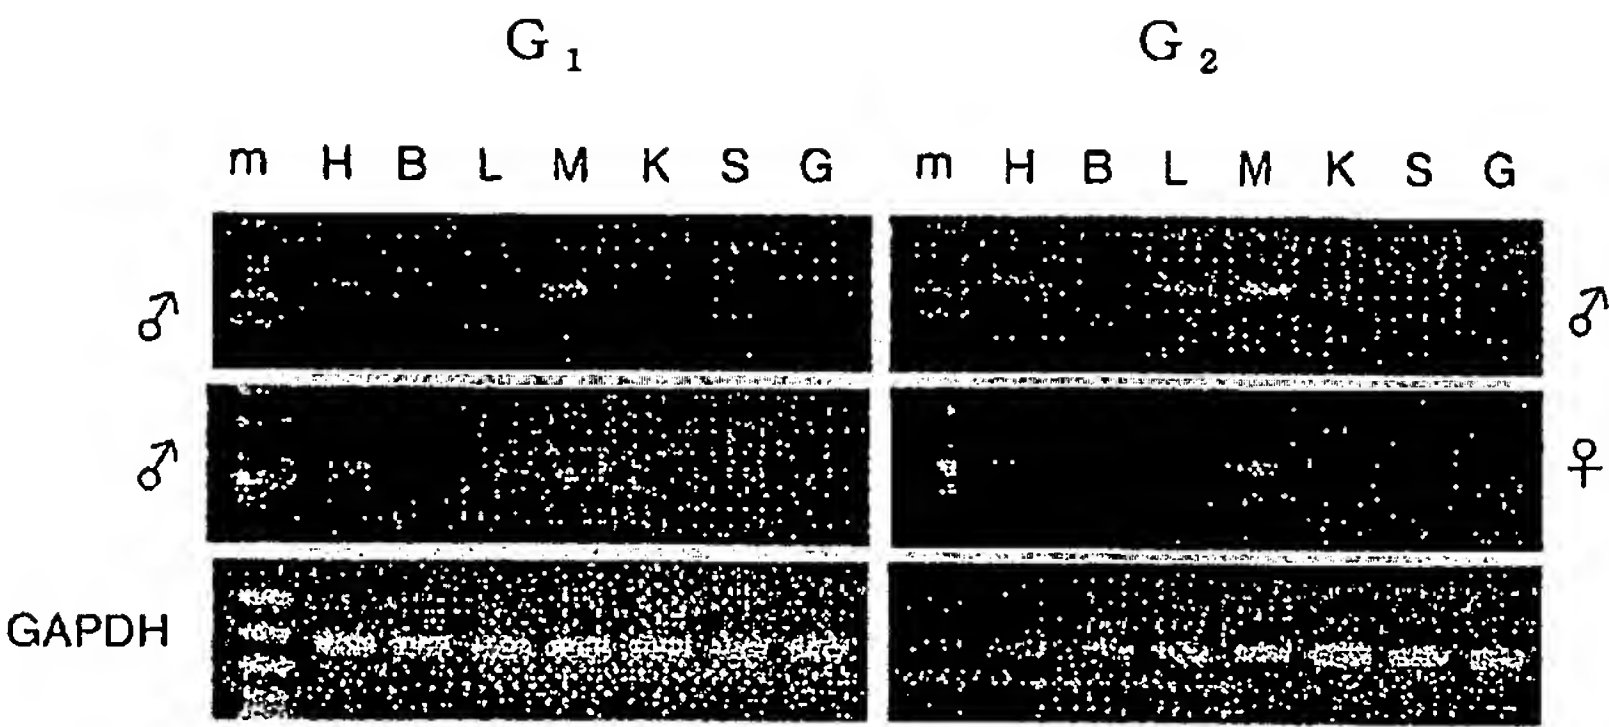 G1 G2
m H B L M K S G m H B L M K S G
♂ ♂
♂ ♀
GAPDH